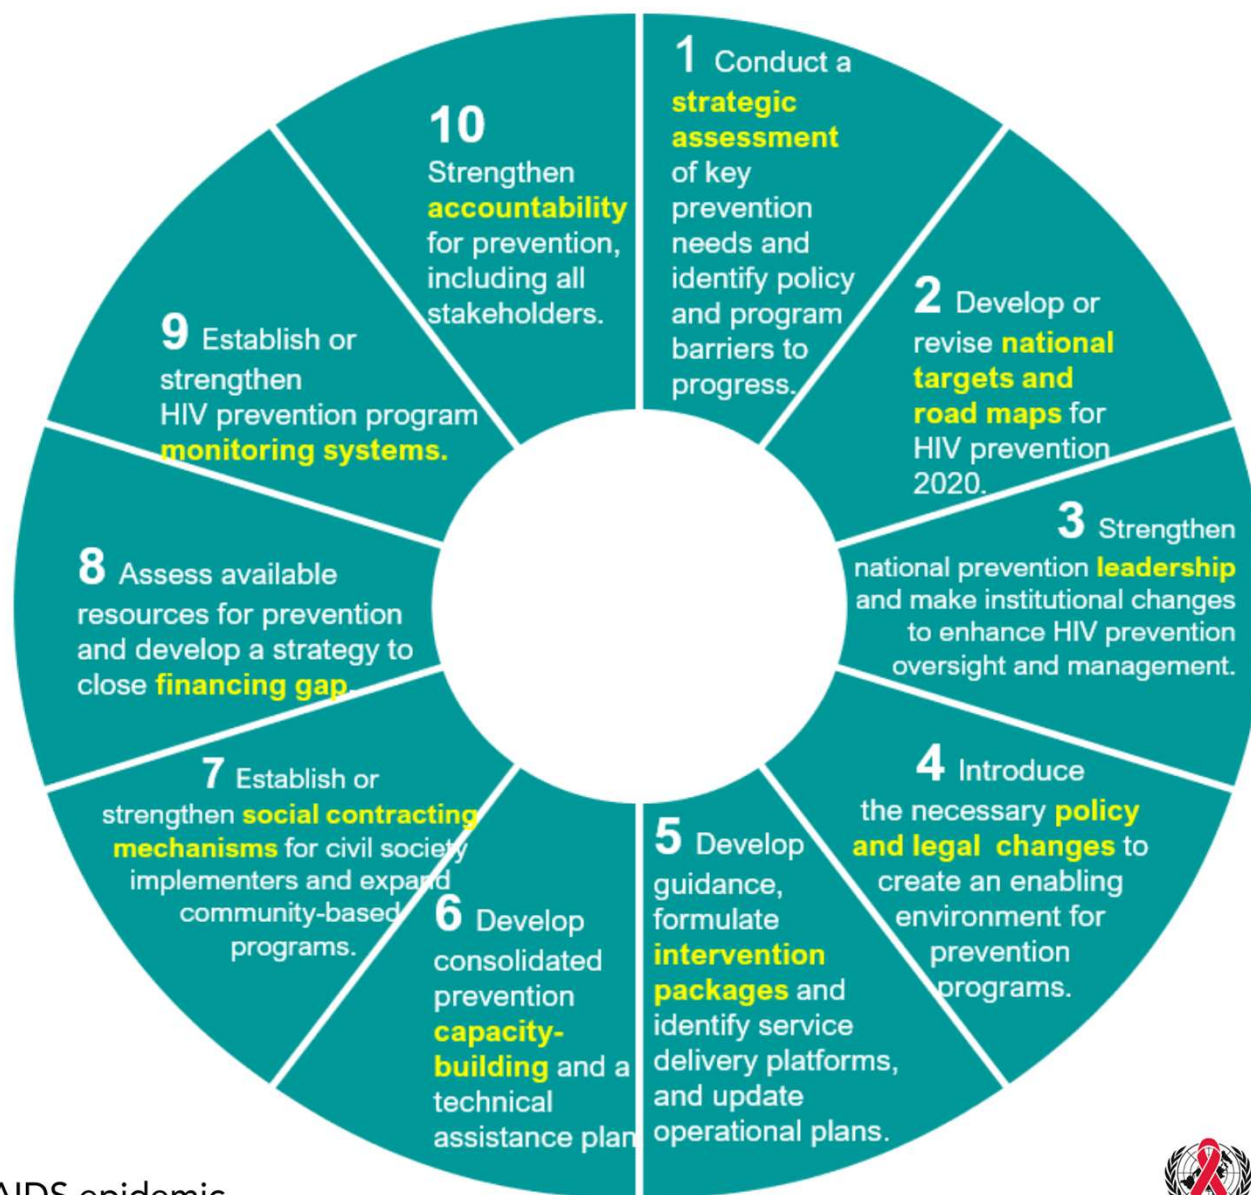 1 Conduct a
strategic
assessment
of key
prevention
needs and
identify policy
and program
barriers to
progress.
2 Develop or
revise national
targets and
road maps for
HIV prevention
2020.
3 Strengthen
national prevention leadership
and make institutional changes
to enhance HIV prevention
oversight and management.
4 Introduce
the necessary policy
and legal changes to
create an enabling
environment for
prevention
programs.
5 Develop
guidance,
formulate
intervention
packages and
identify service
delivery platforms,
and update
operational plans.
6 Develop
consolidated
prevention
capacity-
building and a
technical
assistance plan
7 Establish or
strengthen social contracting
mechanisms for civil society
implementers and expand
community-based
programs.
8 Assess available
resources for prevention
and develop a strategy to
close financing gap.
9 Establish or
strengthen
HIV prevention program
monitoring systems.
10
Strengthen
accountability
for prevention,
including all
stakeholders.
AIDS epidemic